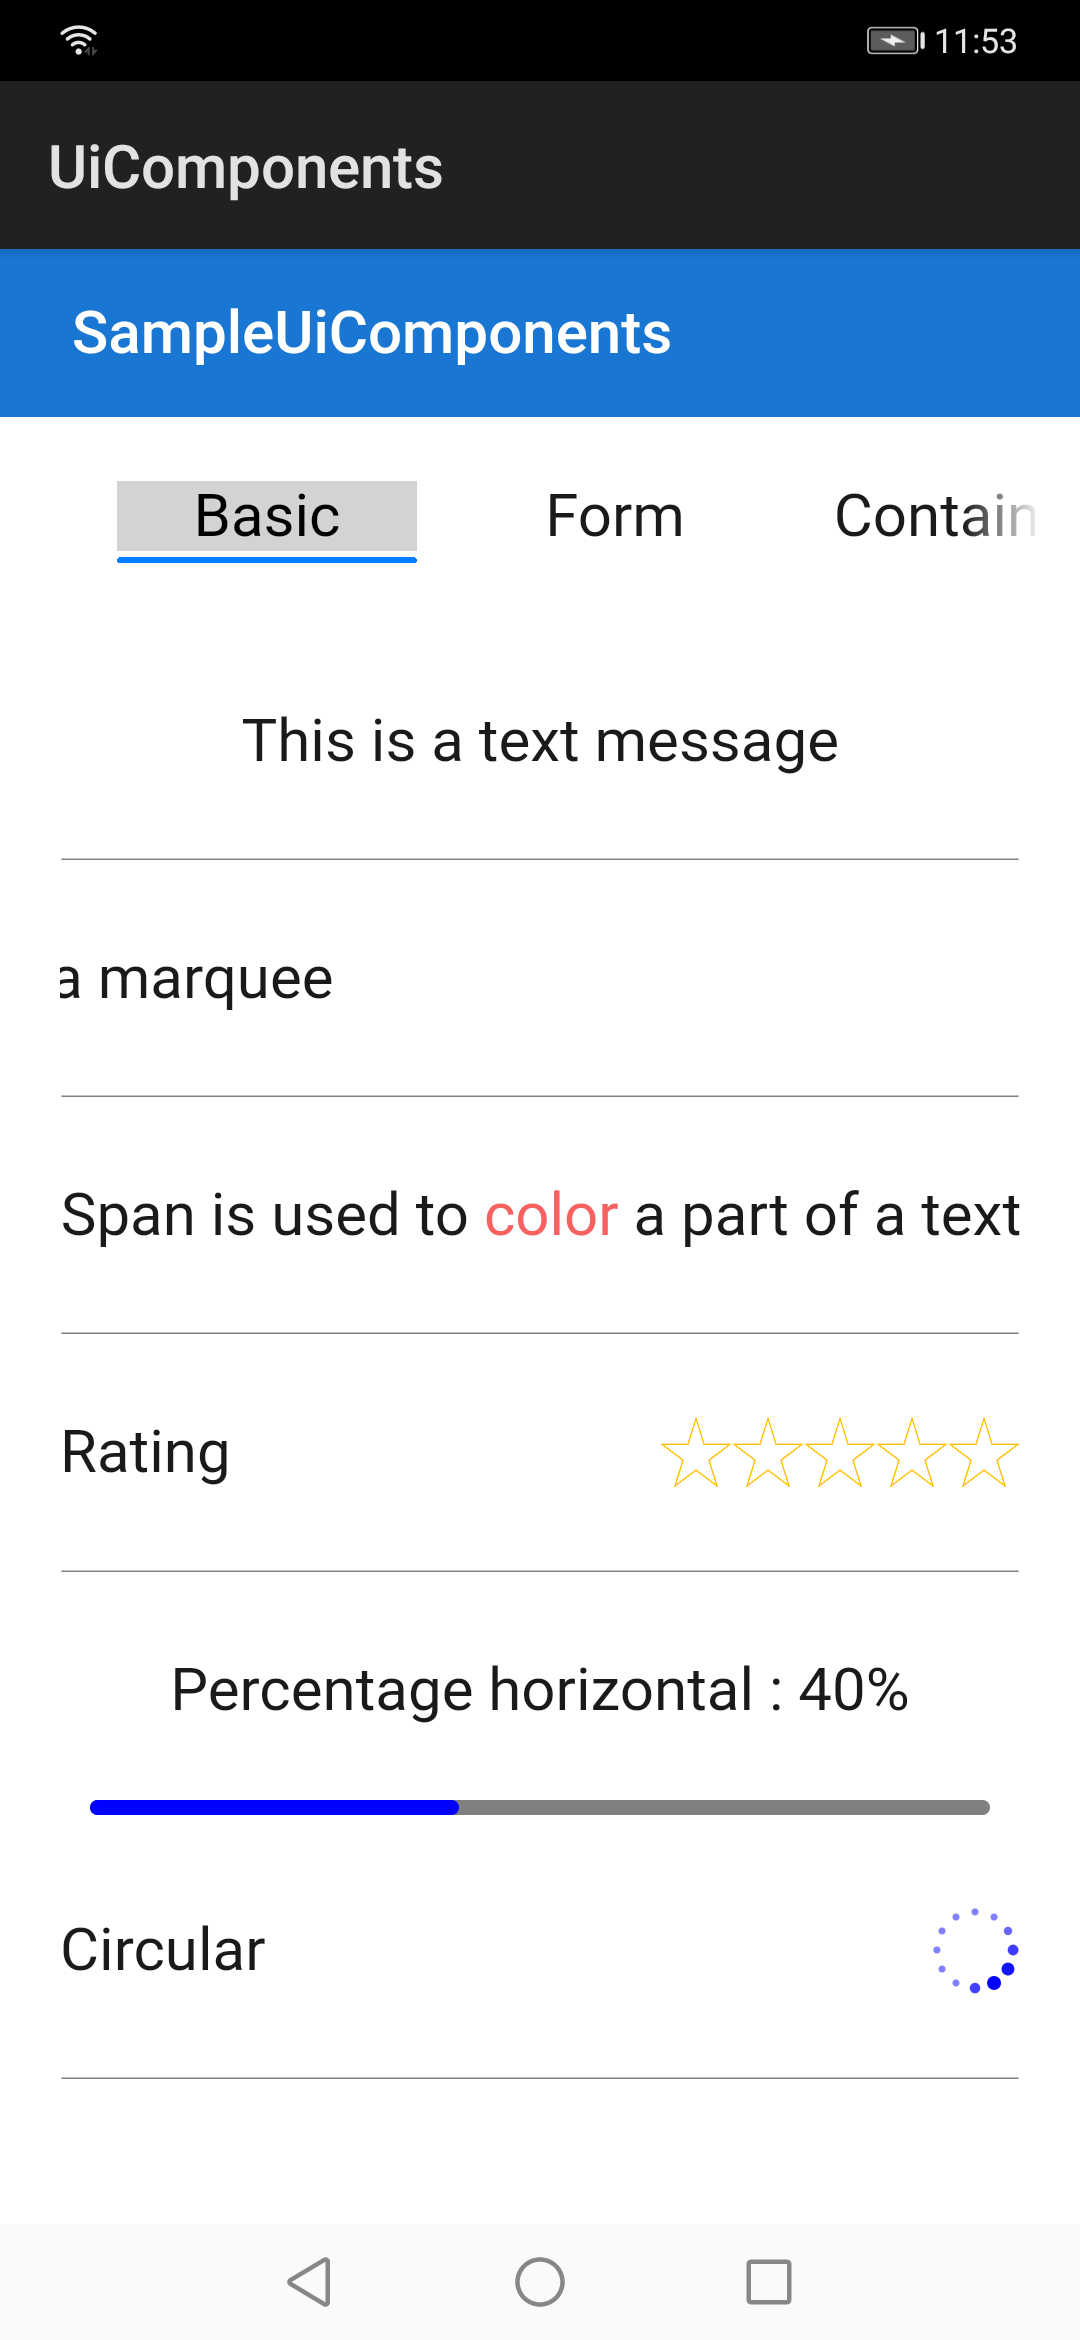 11:53
UiComponents
SampleUiComponents
Basic Form Contain
This is a text message
a marquee
Span is used to color a part of a text
Rating
Percentage horizontal : 40%
Circular